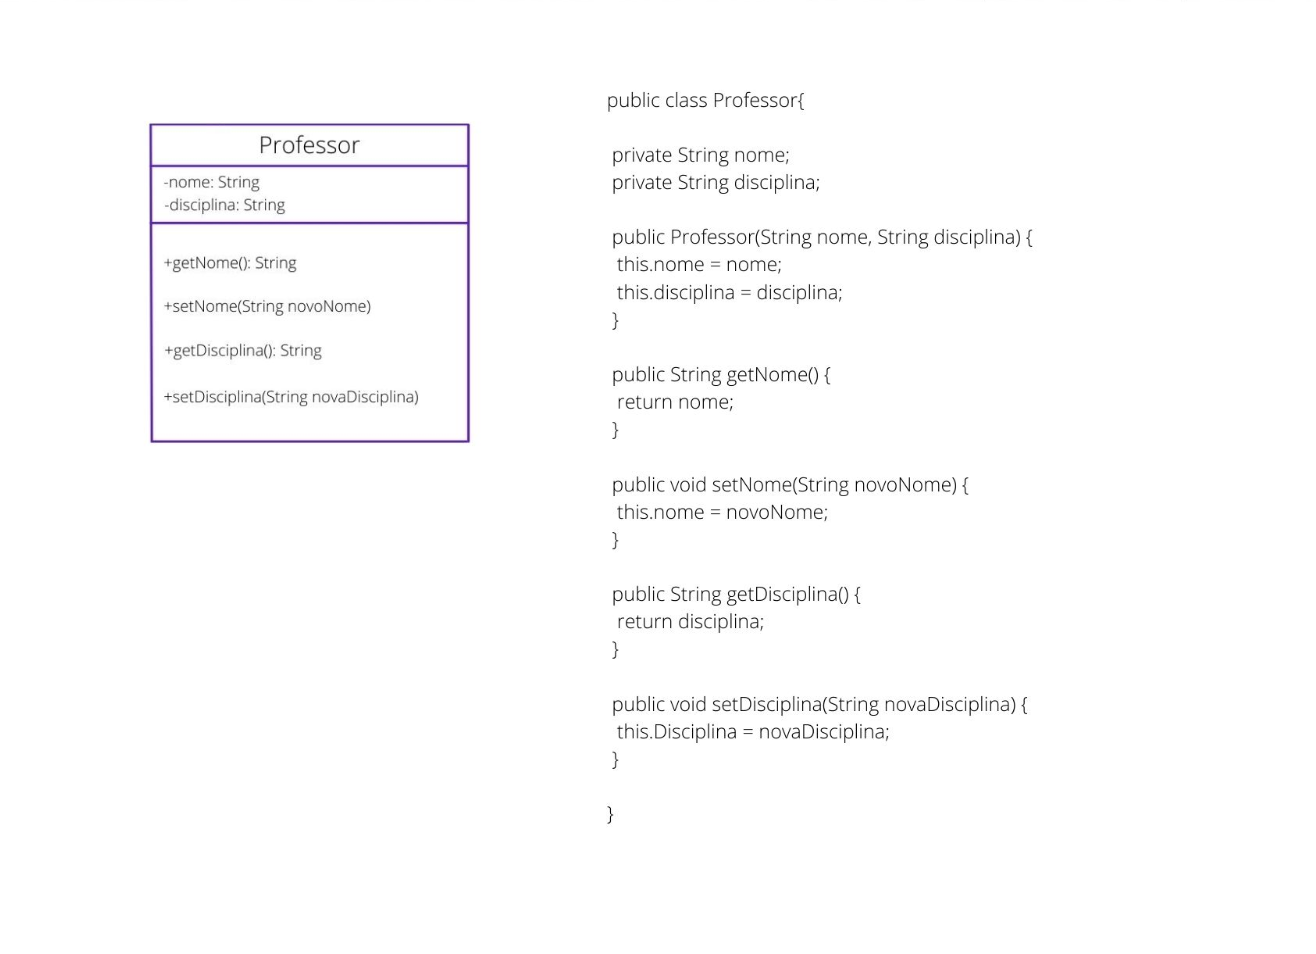 Professor
-nome: String
-disciplina: String
+getNome(): String
+setNome(String novoNome)
+getDisciplina(): String
+setDisciplina(String novaDisciplina)
public class Professor{
private String nome;
private String disciplina;
public Professor(String nome, String disciplina) {
this.nome = nome;
this.disciplina = disciplina;
}
public String getNome() {
return nome;
}
public void setNome(String novoNome) {
this.nome = novoNome;
}
public String getDisciplina() {
return disciplina;
}
public void setDisciplina(String novaDisciplina) {
this.Disciplina = novaDisciplina;
}
}